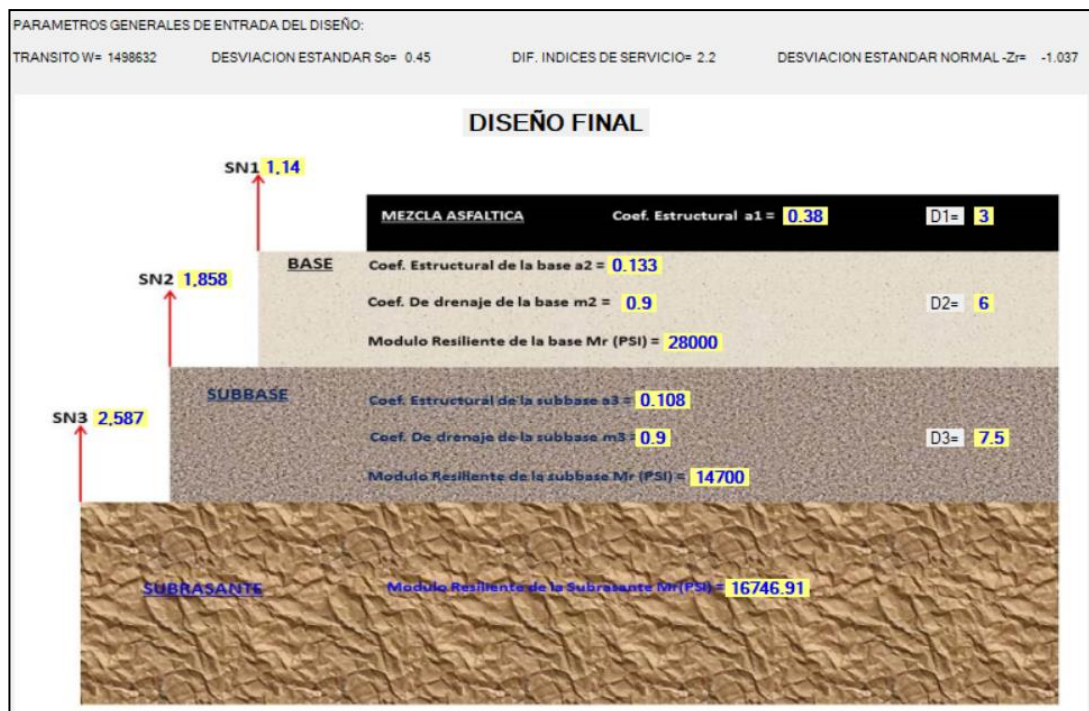 PARAMETROS GENERALES DE ENTRADA DEL DISEÑO:
TRANSITO W= 1498632 DESVIACION ESTANDAR So= 0.45 DIF. INDICES DE SERVICIO= 2.2 DESVIACION ESTANDAR NORMAL -Zr= -1.037
DISEÑO FINAL
SN1 1,14
MEZCLA ASFALTICA Coef. Estructural a1 = 0.38 D1= 3
BASE Coef. Estructural de la base a2 = 0.133
SN2 1,858
Coef. De drenaje de la base m2 = 0.9 D2= 6
Modulo Resiliente de la base Mr (PSI) = 28000
SUBBASE Coef. Estructural de la subbase a3 = 0.108
SN3 2,587
Coef. De drenaje de la subbase m3 = 0.9 D3= 7.5
Modulo Resiliente de la subbase Mr (PSI) = 14700
SUBRASANTE Modulo Resiliente de la Subrasante Mr(PSI) = 16746.91